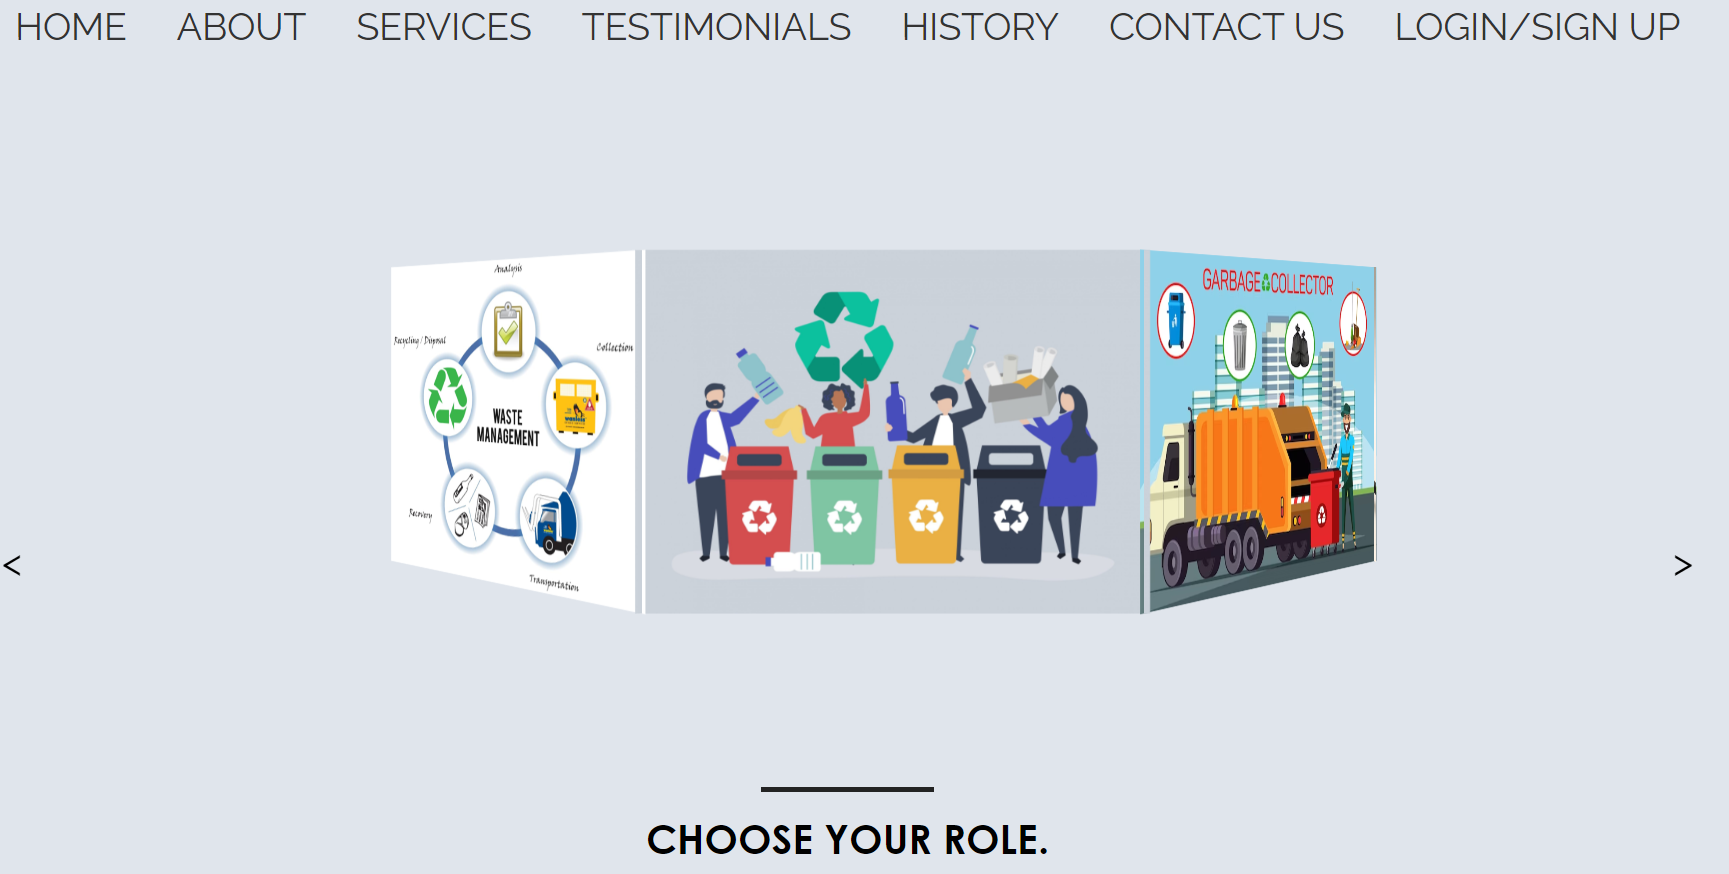 HOME ABOUT SERVICES TESTIMONIALS HISTORY CONTACT US LOGIN/SIGN UP
Analysis
Recycling / Disposal
Collection
WASTE
MANAGEMENT
Recovery
Transportation
GARBAGE COLLECTOR
< >
CHOOSE YOUR ROLE.